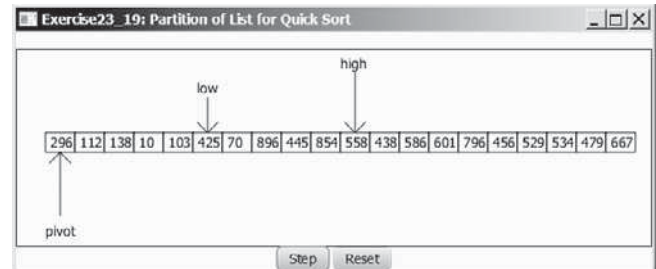 Exercise23_19: Partition of List for Quick Sort
high
low
296 112 138 10 103 425 70 896 445 854 558 438 586 601 796 456 529 534 479 667
pivot
Step Reset